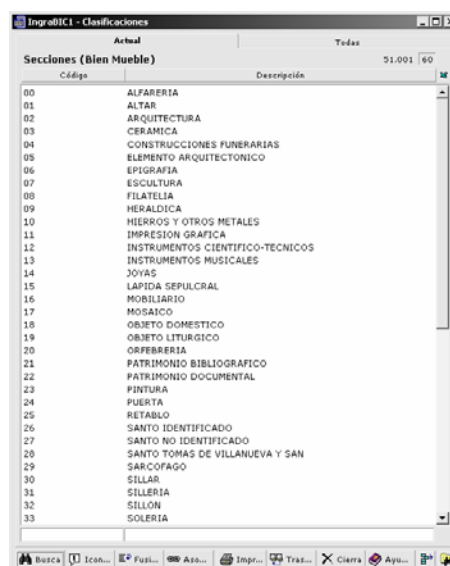 IngraBIC1 - Clasificaciones
Actual Todas
Secciones (Bien Mueble) 51.001 60
Código Descripción
00 ALFARERIA
01 ALTAR
02 ARQUITECTURA
03 CERAMICA
04 CONSTRUCCIONES FUNERARIAS
05 ELEMENTO ARQUITECTONICO
06 EPIGRAFIA
07 ESCULTURA
08 FILATELIA
09 HERALDICA
10 HIERROS Y OTROS METALES
11 IMPRESION GRAFICA
12 INSTRUMENTOS CIENTIFICO-TECNICOS
13 INSTRUMENTOS MUSICALES
14 JOYAS
15 LAPIDA SEPULCRAL
16 MOBILIARIO
17 MOSAICO
18 OBJETO DOMESTICO
19 OBJETO LITURGICO
20 ORFEBRERIA
21 PATRIMONIO BIBLIOGRAFICO
22 PATRIMONIO DOCUMENTAL
23 PINTURA
24 PUERTA
25 RETABLO
26 SANTO IDENTIFICADO
27 SANTO NO IDENTIFICADO
28 SANTO TOMAS DE VILLANUEVA Y SAN
29 SARCOFAGO
30 SILLAR
31 SILLERIA
32 SILLON
33 SOLERIA
Busca Icon... Fusi... Aso... Impr... Tras... Cierra Ayu...